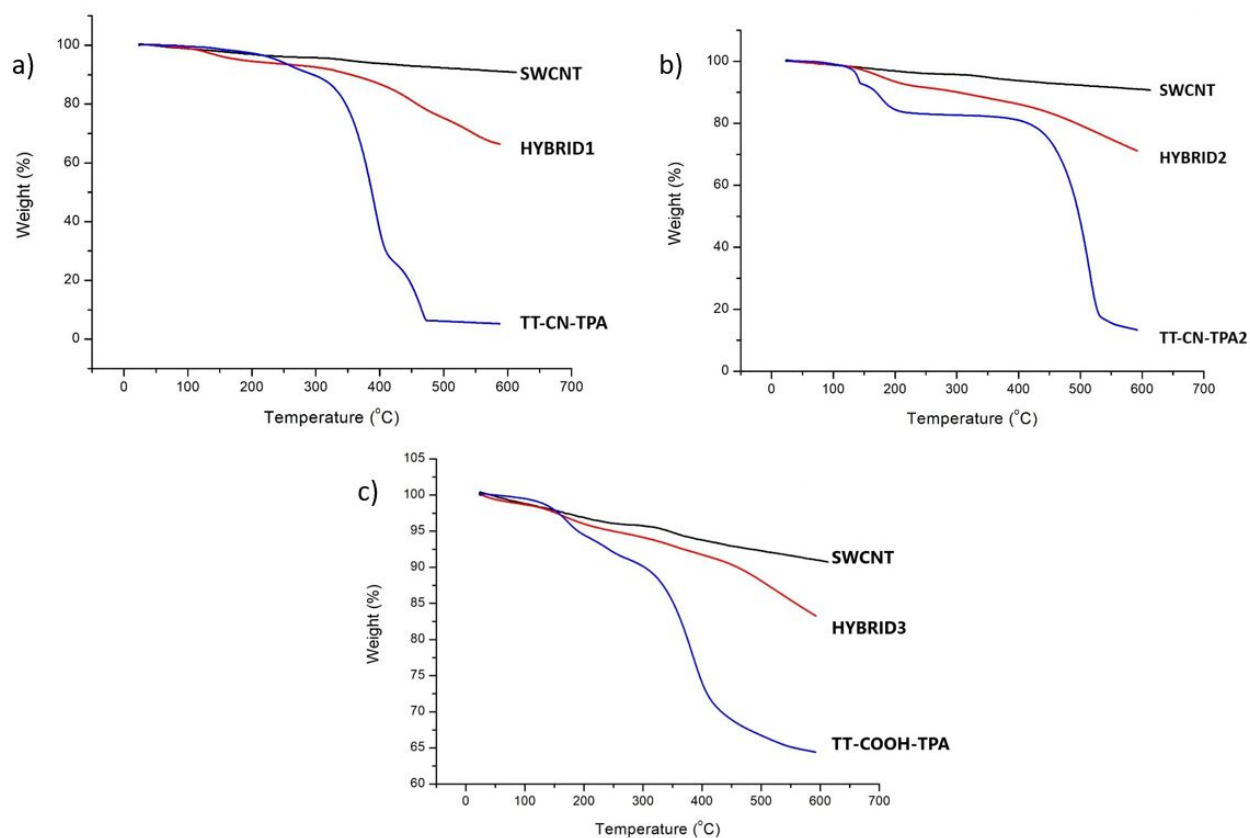 a)
Weight (%)
100
80
60
40
20
0
SWCNT
HYBRID1
TT-CN-TPA
0 100 200 300 400 500 600 700
Temperature (°C)
b)
Weight (%)
100
80
60
40
20
0
SWCNT
HYBRID2
TT-CN-TPA2
0 100 200 300 400 500 600 700
Temperature (°C)
c)
Weight (%)
105
100
95
90
85
80
75
70
65
60
SWCNT
HYBRID3
TT-COOH-TPA
0 100 200 300 400 500 600 700
Temperature (°C)